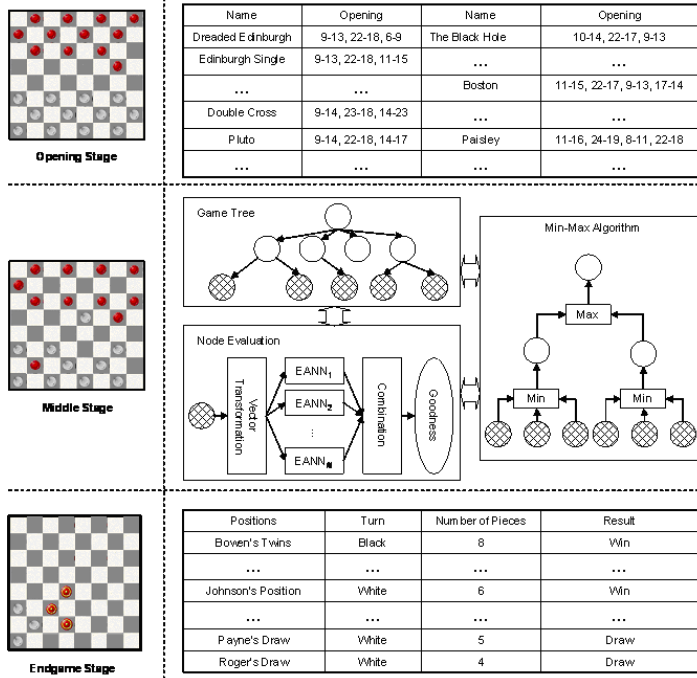 Name Opening Name Opening
Dreaded Edinburgh 9-13, 22-18, 6-9 The Black Hole 10-14, 22-17, 9-13
Edinburgh Single 9-13, 22-18, 11-15 ... ...
... ... Boston 11-15, 22-17, 9-13, 17-14
Double Cross 9-14, 23-18, 14-23 ... ...
Pluto 9-14, 22-18, 14-17 Paisley 11-16, 24-19, 8-11, 22-18
... ... ... ...
Opening Stage
Game Tree
Min-Max Algorithm
Max
Min Min
Node Evaluation
Vector Transformation
EANN1
EANN2
...
EANNN
Combination
Goodness
Middle Stage
Positions Turn Number of Pieces Result
Bowen's Twins Black 8 Win
... ... ... ...
Johnson's Position White 6 Win
... ... ... ...
Payne's Draw White 5 Draw
Roger's Draw White 4 Draw
Endgame Stage